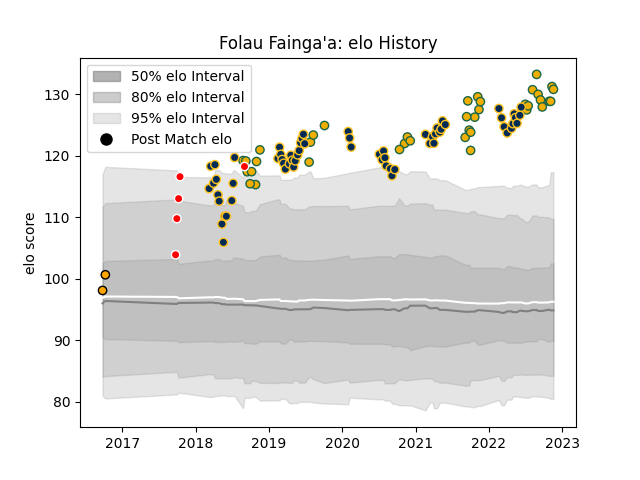 Folau Fainga'a: elo History
50% elo Interval
80% elo Interval
95% elo Interval
Post Match elo
elo score
130
120
110
100
90
80
2017 2018 2019 2020 2021 2022 2023